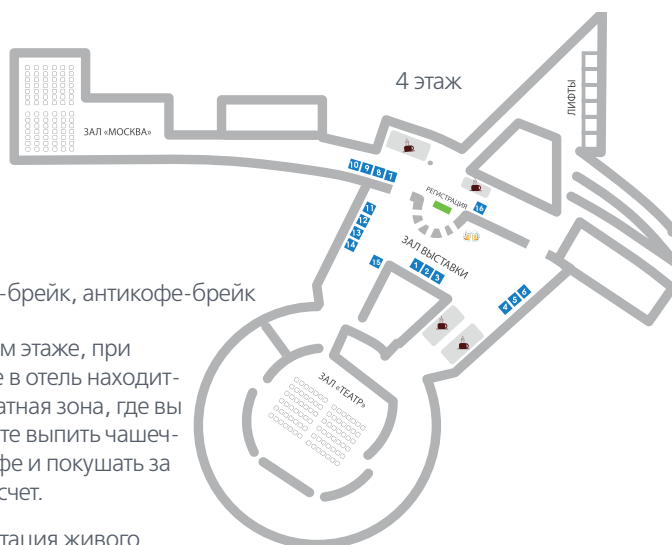 4 этаж
ЛИФТЫ
ЗАЛ «МОСКВА»
10 9 8 7
РЕГИСТРАЦИЯ
16
11
12
13
14
ЗАЛ ВЫСТАВКИ
15
1 2 3
4 5 6
-брейк, антикофе-брейк
м этаже, при
е в отель находит-
атная зона, где вы
те выпить чашеч-
фе и покушать за
счет.
ЗАЛ «ТЕАТР»
тация живого